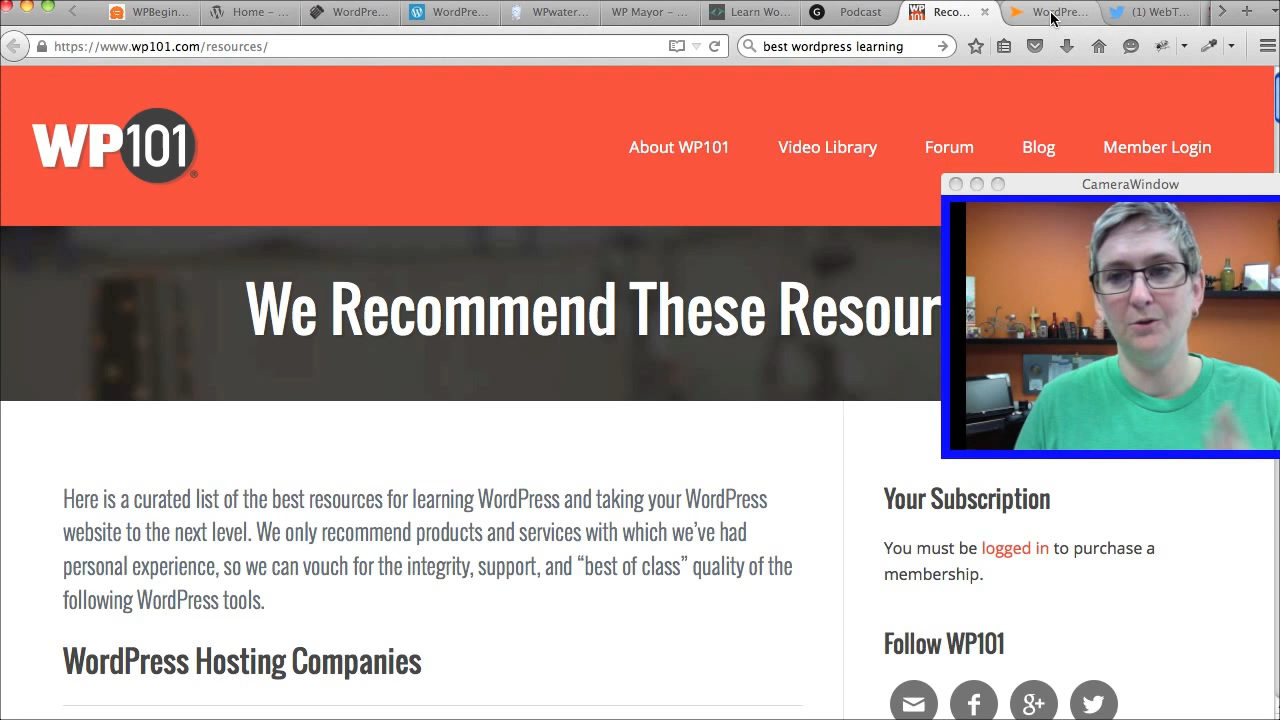 WPBegin...
Home – ...
WordPre...
WordPre...
WPwater...
WP Mayor – ...
Learn Wo...
G
Podcast
WP 101
Reco...
WordPre...
(1) WebT...
https://www.wp101.com/resources/
best wordpress learning
WP101®
About WP101
Video Library
Forum
Blog
Member Login
CameraWindow
We Recommend These Resour
Here is a curated list of the best resources for learning WordPress and taking your WordPress
website to the next level. We only recommend products and services with which we've had
personal experience, so we can vouch for the integrity, support, and “best of class” quality of the
following WordPress tools.
WordPress Hosting Companies
Your Subscription
You must be logged in to purchase a
membership.
Follow WP101